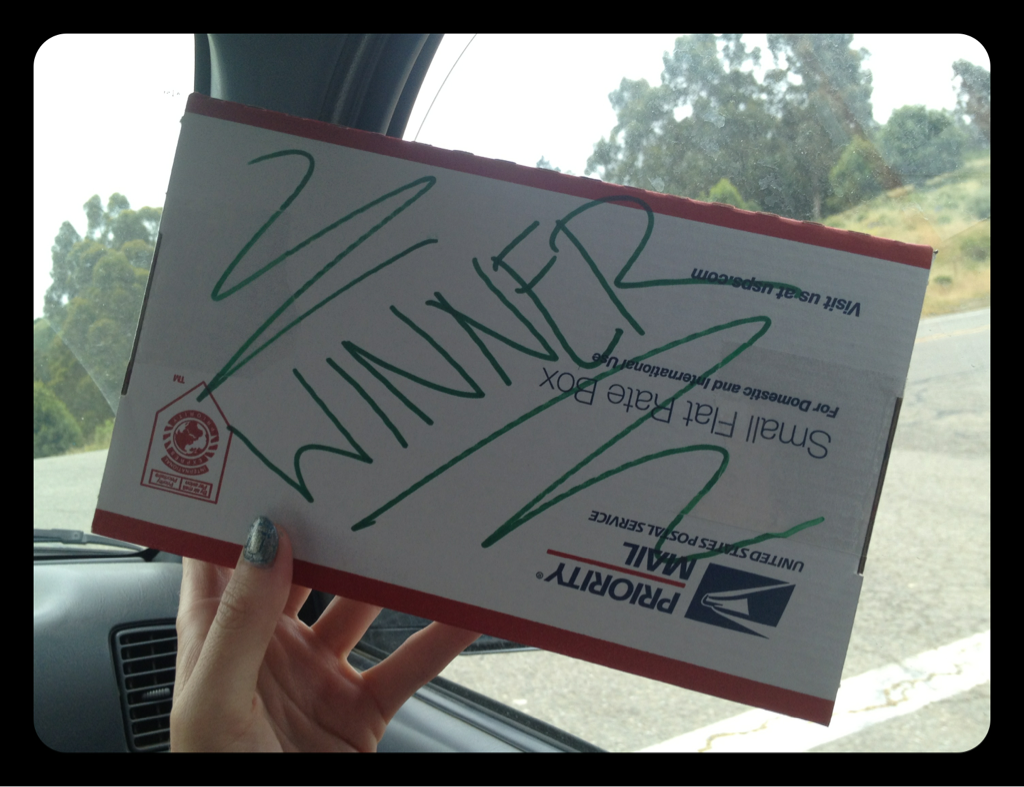 WINNER
PRIORITY®
MAIL
UNITED STATES POSTAL SERVICE
Small Flat Rate Box
For Domestic and International Use
Visit us at usps.com
TM